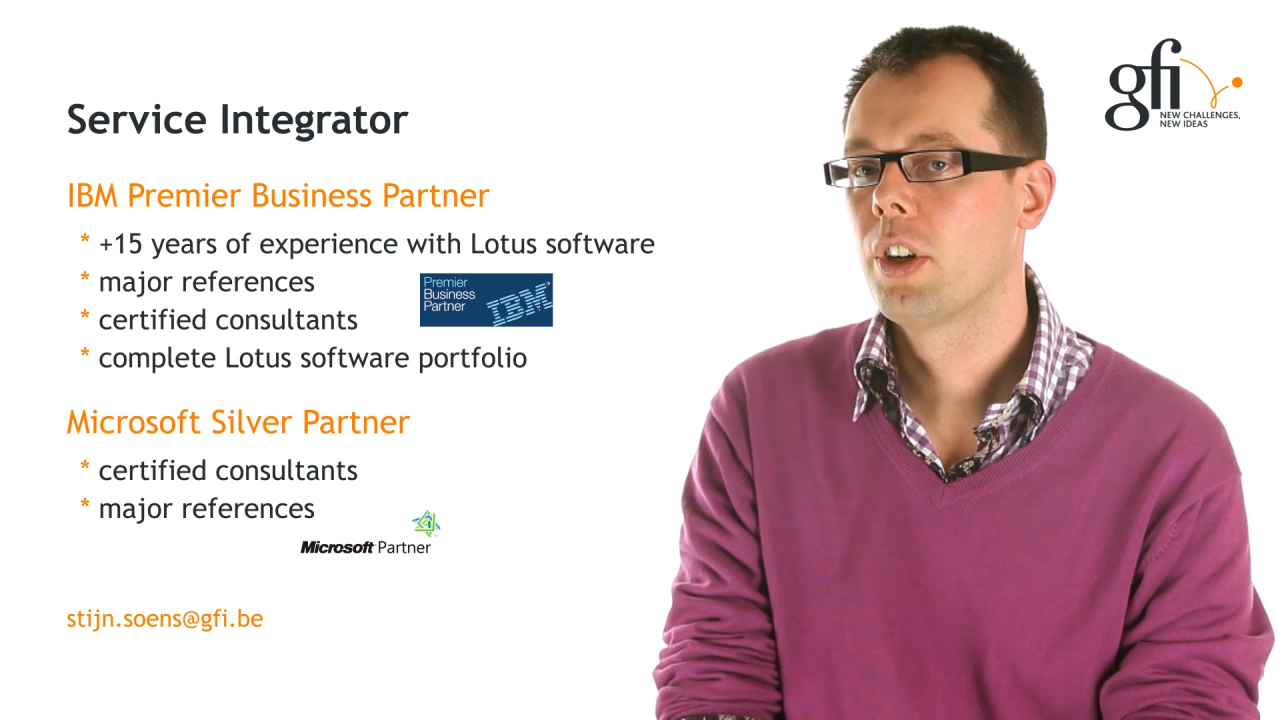 Service Integrator
IBM Premier Business Partner
* +15 years of experience with Lotus software
* major references
* certified consultants
* complete Lotus software portfolio
Premier
Business
Partner
IBM®
Microsoft Silver Partner
* certified consultants
* major references
Microsoft Partner
stijn.soens@gfi.be
gfi
NEW CHALLENGES,
NEW IDEAS